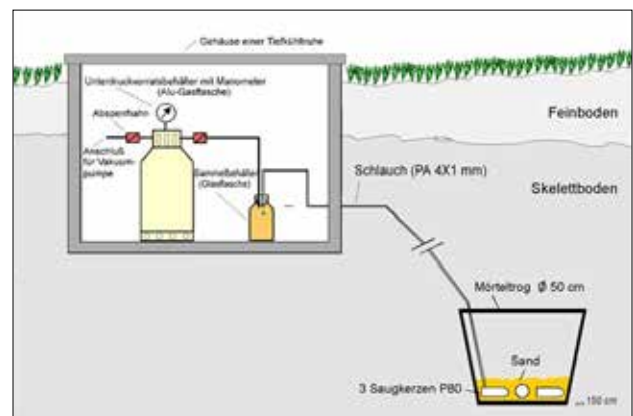 Gehäuse einer Tiefkühltruhe
Unterdruckvorratsbehälter mit Manometer
(Alu-Gasflasche)
Absperrhahn
Anschluß
für Vakuum-
pumpe
Sammelbehälter
(Glasflasche)
Feinboden
Schlauch (PA 4X1 mm)
Skelettboden
Mörteltrog Ø 50 cm
Sand
3 Saugkerzen P80
150 cm